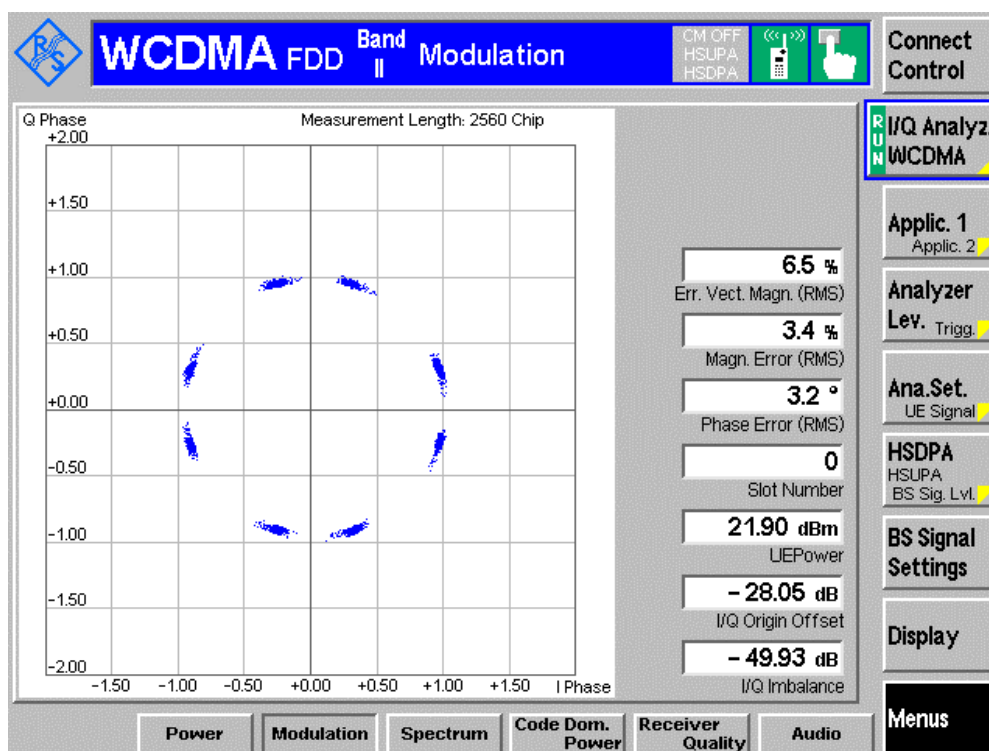 R&S
WCDMA FDD Band II Modulation
CM OFF
HSUPA
HSDPA
Connect Control
Q Phase
Measurement Length: 2560 Chip
+2.00
+1.50
+1.00
+0.50
+0.00
-0.50
-1.00
-1.50
-2.00
-1.50 -1.00 -0.50 +0.00 +0.50 +1.00 +1.50 I Phase
6.5 %
Err. Vect. Magn. (RMS)
3.4 %
Magn. Error (RMS)
3.2 °
Phase Error (RMS)
0
Slot Number
21.90 dBm
UEPower
- 28.05 dB
I/Q Origin Offset
- 49.93 dB
I/Q Imbalance
RUN
I/Q Analyz.
WCDMA
Applic. 1
Applic. 2
Analyzer
Lev. Trigg.
Ana.Set.
UE Signal
HSDPA
HSUPA
BS Sig. Lvl.
BS Signal
Settings
Display
Menus
Power
Modulation
Spectrum
Code Dom.
Power
Receiver
Quality
Audio